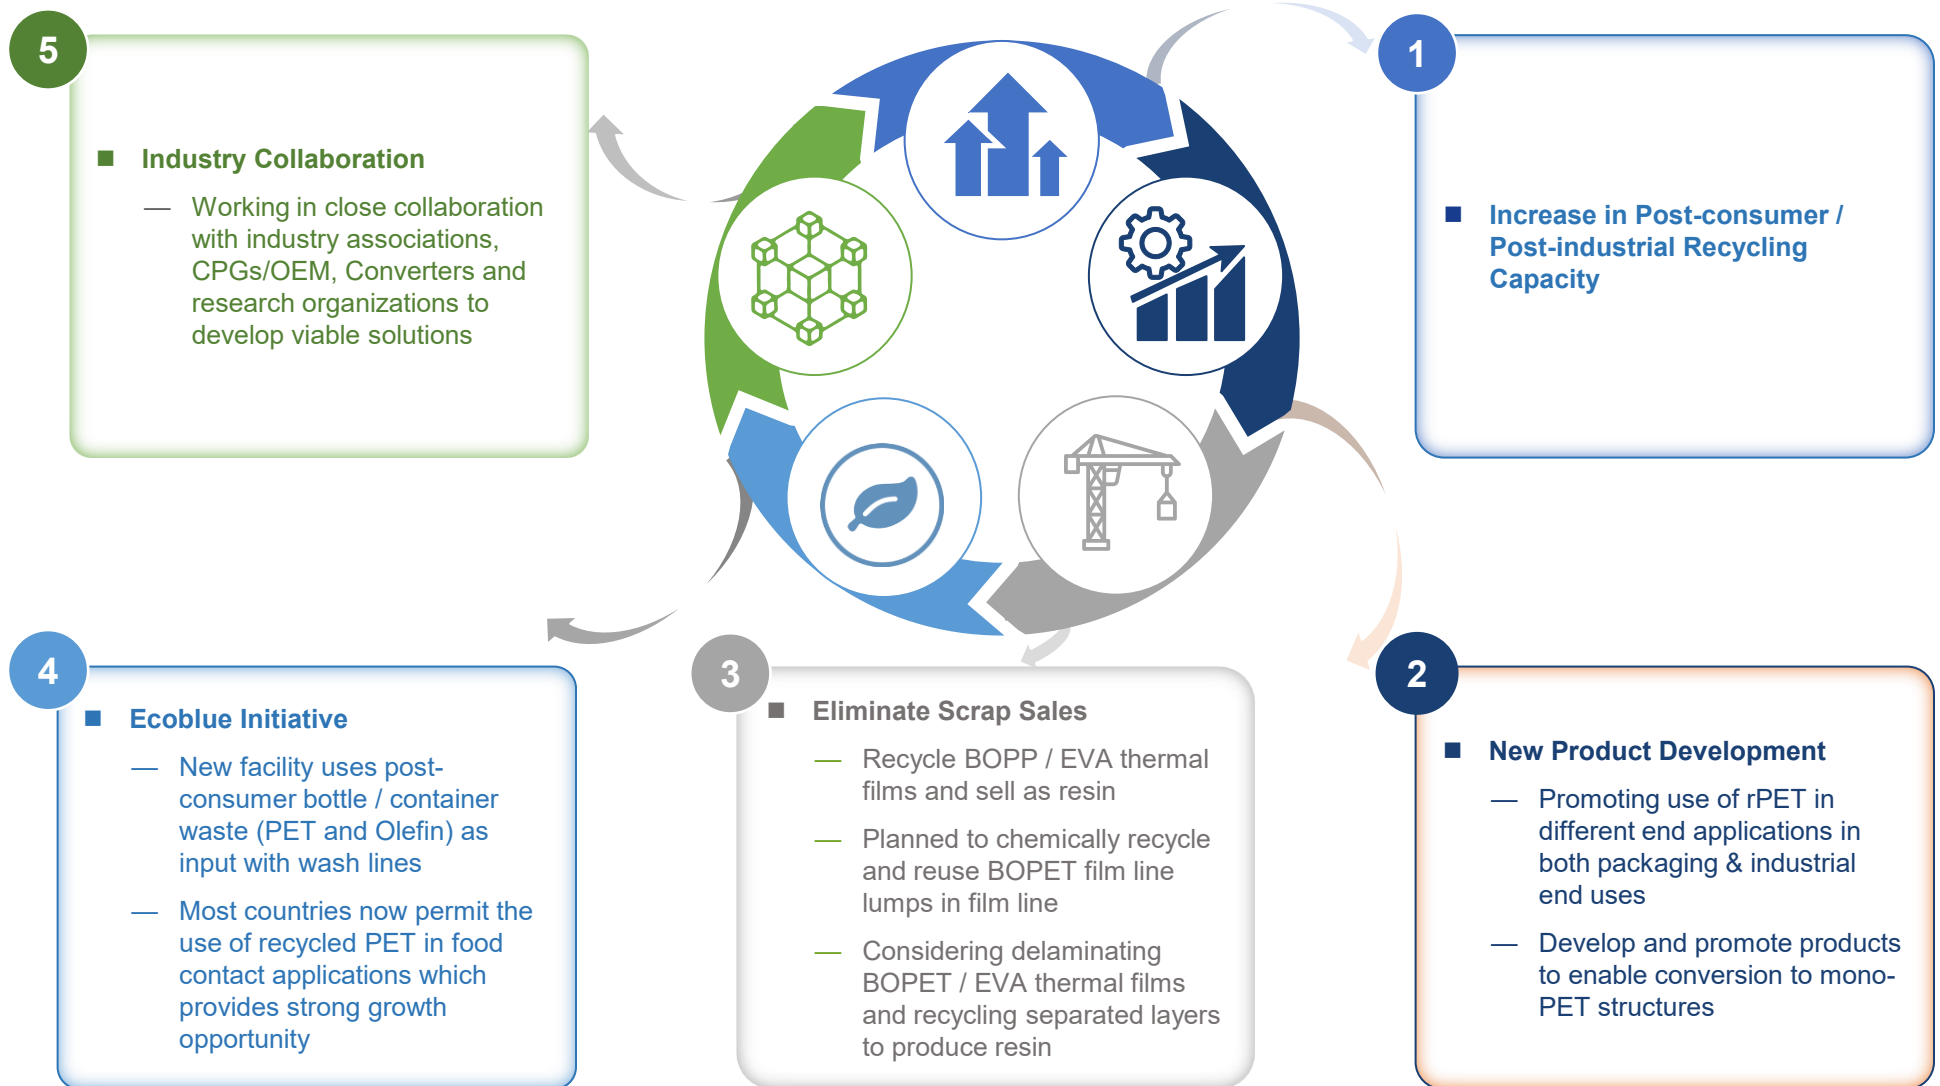 5
Industry Collaboration
— Working in close collaboration
with industry associations,
CPGs/OEM, Converters and
research organizations to
develop viable solutions
1
Increase in Post-consumer /
Post-industrial Recycling
Capacity
4
Ecoblue Initiative
— New facility uses post-
consumer bottle / container
waste (PET and Olefin) as
input with wash lines
— Most countries now permit the
use of recycled PET in food
contact applications which
provides strong growth
opportunity
3
Eliminate Scrap Sales
— Recycle BOPP / EVA thermal
films and sell as resin
— Planned to chemically recycle
and reuse BOPET film line
lumps in film line
— Considering delaminating
BOPET / EVA thermal films
and recycling separated layers
to produce resin
2
New Product Development
— Promoting use of rPET in
different end applications in
both packaging & industrial
end uses
— Develop and promote products
to enable conversion to mono-
PET structures